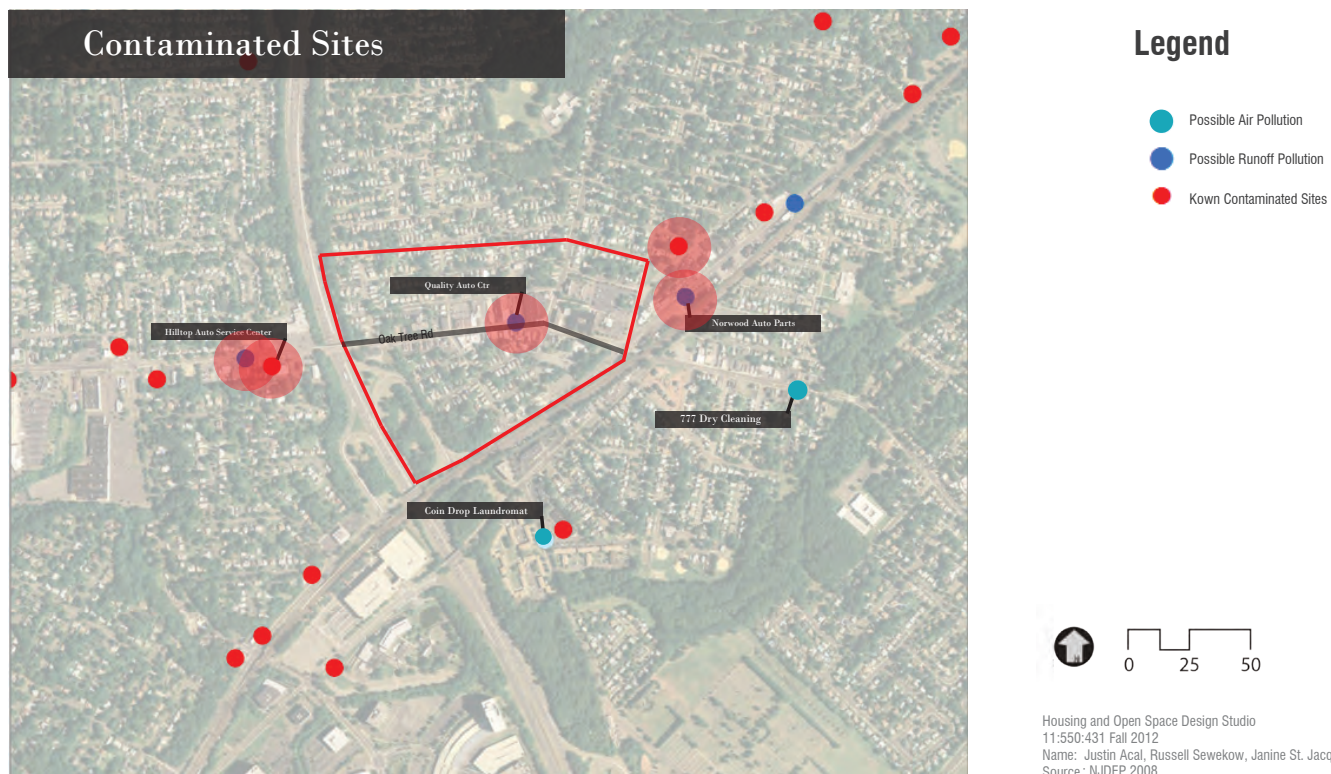 Contaminated Sites
Legend
Possible Air Pollution
Possible Runoff Pollution
Kown Contaminated Sites
Quality Auto Ctr
Hilltop Auto Service Center
Oak Tree Rd
Norwood Auto Parts
777 Dry Cleaning
Coin Drop Laundromat
0 25 50
Housing and Open Space Design Studio
11:550:431 Fall 2012
Name: Justin Acal, Russell Sewekow, Janine St. Jacq
Source: NJDEP 2008